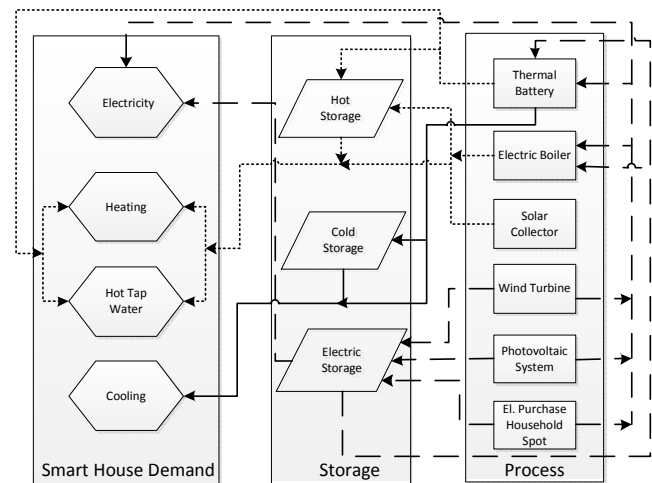 Electricity
Heating
Hot Tap
Water
Cooling
Smart House Demand
Hot
Storage
Cold
Storage
Electric
Storage
Storage
Thermal
Battery
Electric Boiler
Solar
Collector
Wind Turbine
Photovoltaic
System
El. Purchase
Household
Spot
Process